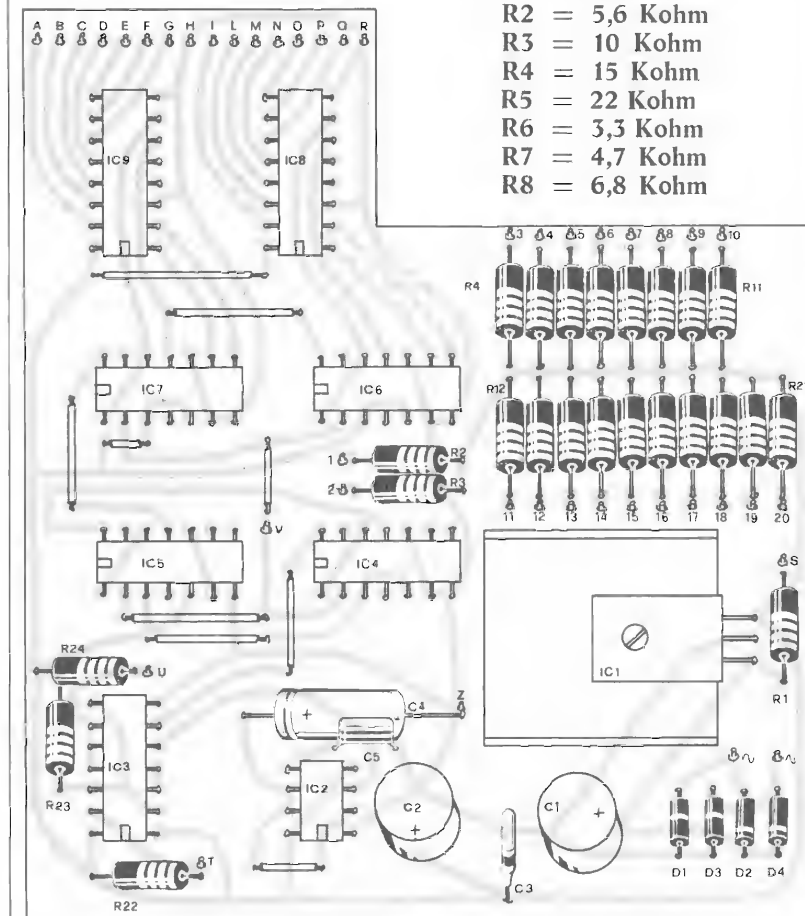 R2 = 5,6 Kohm
R3 = 10 Kohm
R4 = 15 Kohm
R5 = 22 Kohm
R6 = 3,3 Kohm
R7 = 4,7 Kohm
R8 = 6,8 Kohm
A B C D E F G H I L M N O P Q R
IC9 IC8
3 4 5 6 7 8 9 10
R4 R11
IC7 IC6
R12 R2
1 R2
2 R3
11 12 13 14 15 16 17 18 19 20
V
IC5 IC4
S
IC1
R1
R24
U
C4 Z
C5
IC3
R23
IC2
C2 C1
T
C3
D1 D3 D2 D4
R22